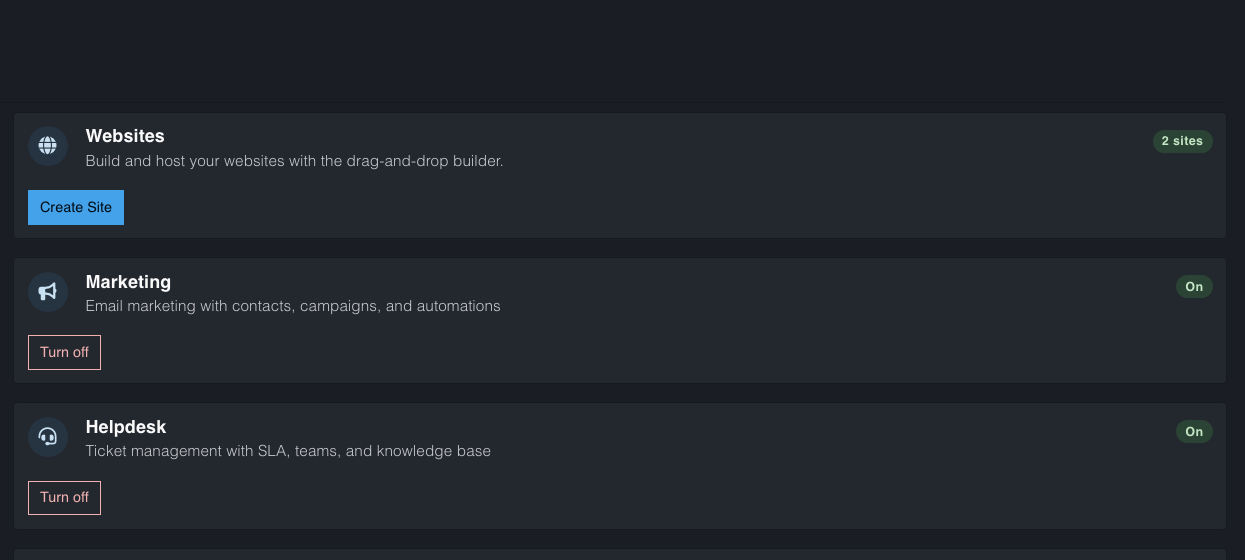 Websites
2 sites
Build and host your websites with the drag-and-drop builder.
Create Site
Marketing
On
Email marketing with contacts, campaigns, and automations
Turn off
Helpdesk
On
Ticket management with SLA, teams, and knowledge base
Turn off